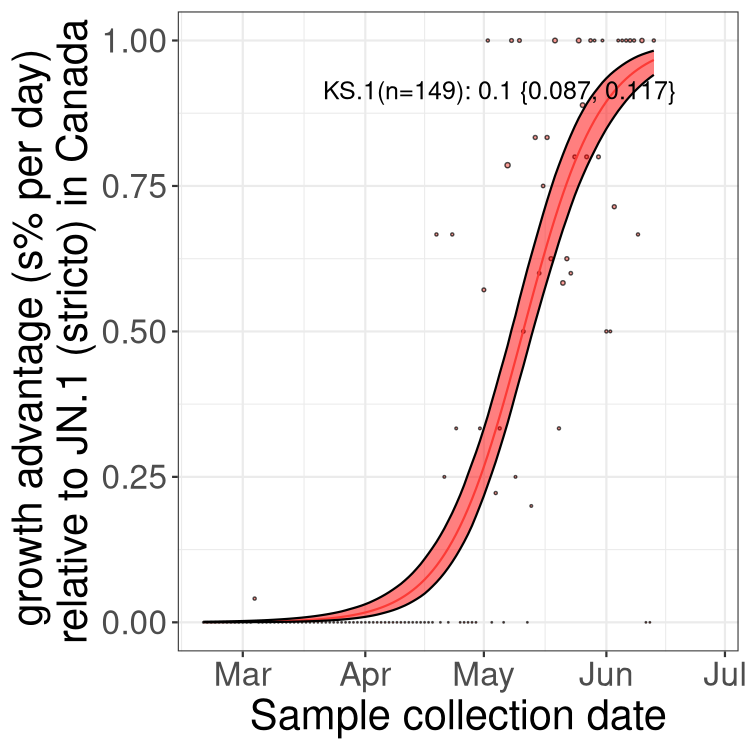 growth advantage (s% per day)
relative to JN.1 (stricto) in Canada
1.00
0.75
0.50
0.25
0.00
KS.1(n=149): 0.1 {0.087, 0.117}
Mar Apr May Jun Jul
Sample collection date